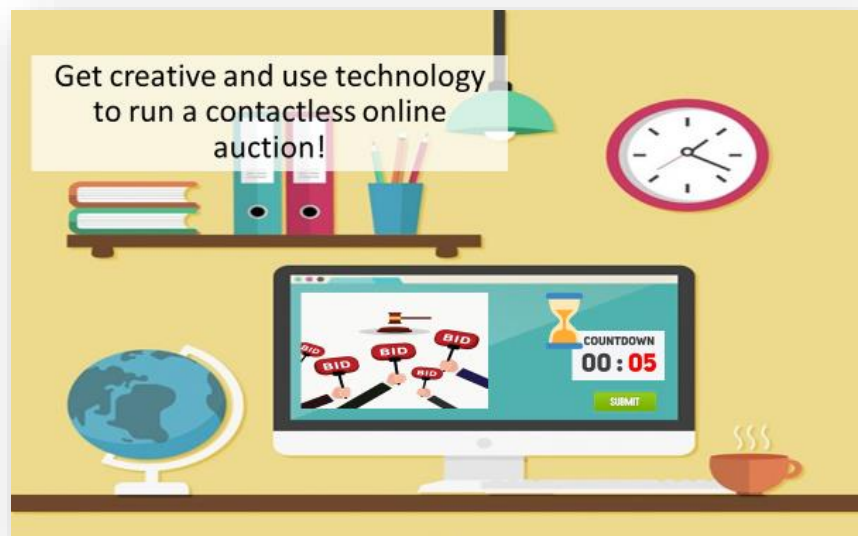 Get creative and use technology
to run a contactless online
auction!
BID
BID
BID
BID
BID
COUNTDOWN
00 : 05
SUBMIT